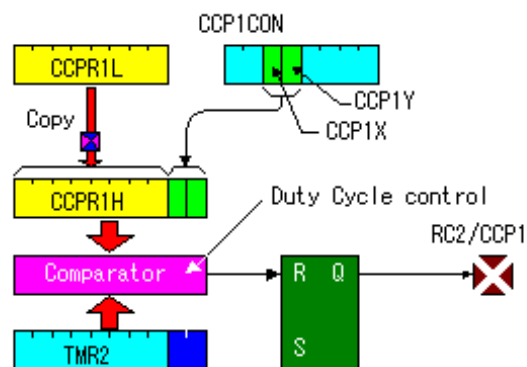 CCP1CON
CCPR1L
CCP1Y
Copy
CCP1X
CCPR1H
Duty Cycle control
RC2/CCP1
Comparator
R Q
S
TMR2